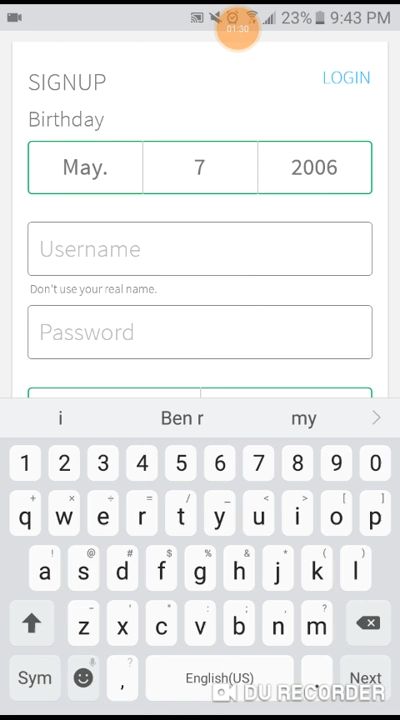 23% 9:43 PM
01:30
SIGNUP LOGIN
Birthday
May. 7 2006
Username
Don't use your real name.
Password
i Ben r my
1 2 3 4 5 6 7 8 9 0
+ × ÷ = / _ < > [ ]
q w e r t y u i o p
! @ # $ % & * ( )
a s d f g h j k l
- ' " : ; , ?
z x c v b n m
Sym , ? English(US) . Next
DU RECORDER